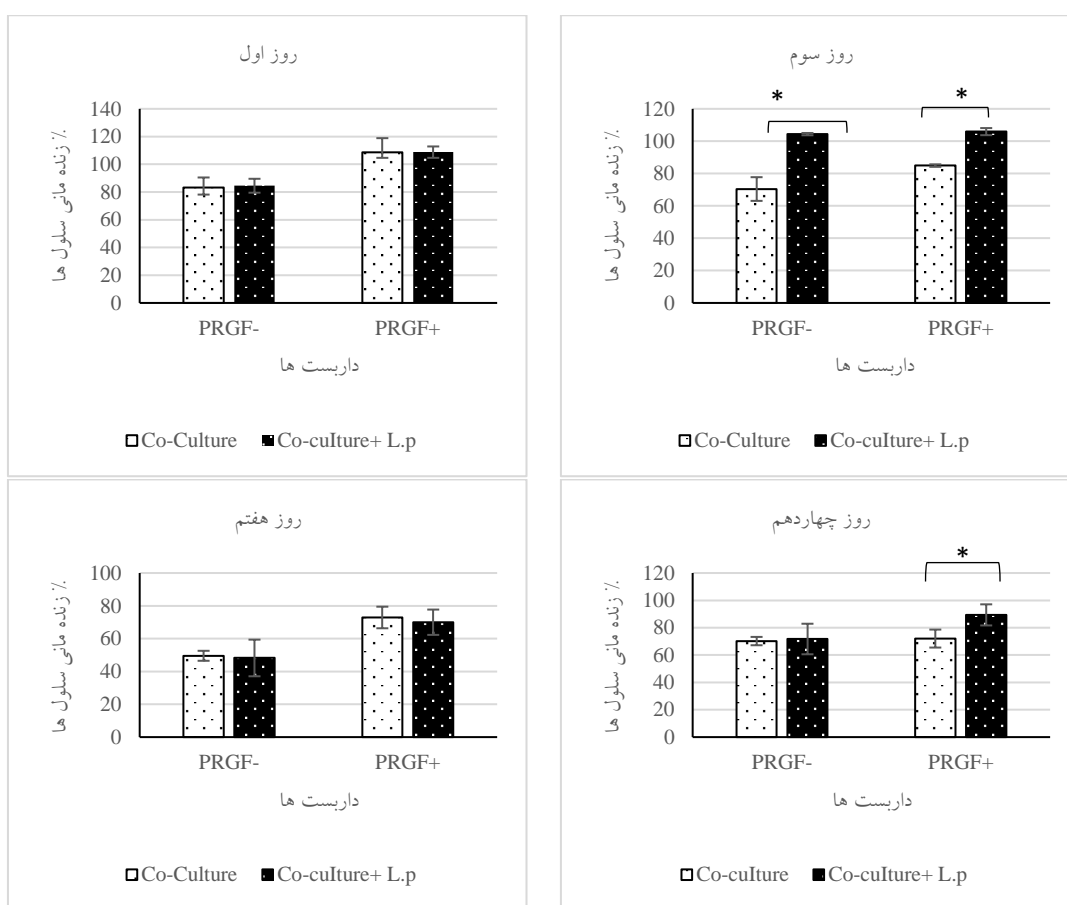 روز اول
٪ زنده مانی سلول ها
140
120
100
80
60
40
20
0
PRGF- PRGF+
داربست ها
Co-Culture Co-cuIture+ L.p
روز سوم
* *
٪ زنده مانی سلول ها
120
100
80
60
40
20
0
PRGF- PRGF+
داربست ها
Co-Culture Co-cuIture+ L.p
روز هفتم
٪ زنده مانی سلول ها
100
80
60
40
20
0
PRGF- PRGF+
داربست ها
Co-Culture Co-cuIture+ L.p
روز چهاردهم
*
٪ زنده مانی سلول ها
120
100
80
60
40
20
0
PRGF- PRGF+
داربست ها
Co-cuIture Co-cuIture+ L.p